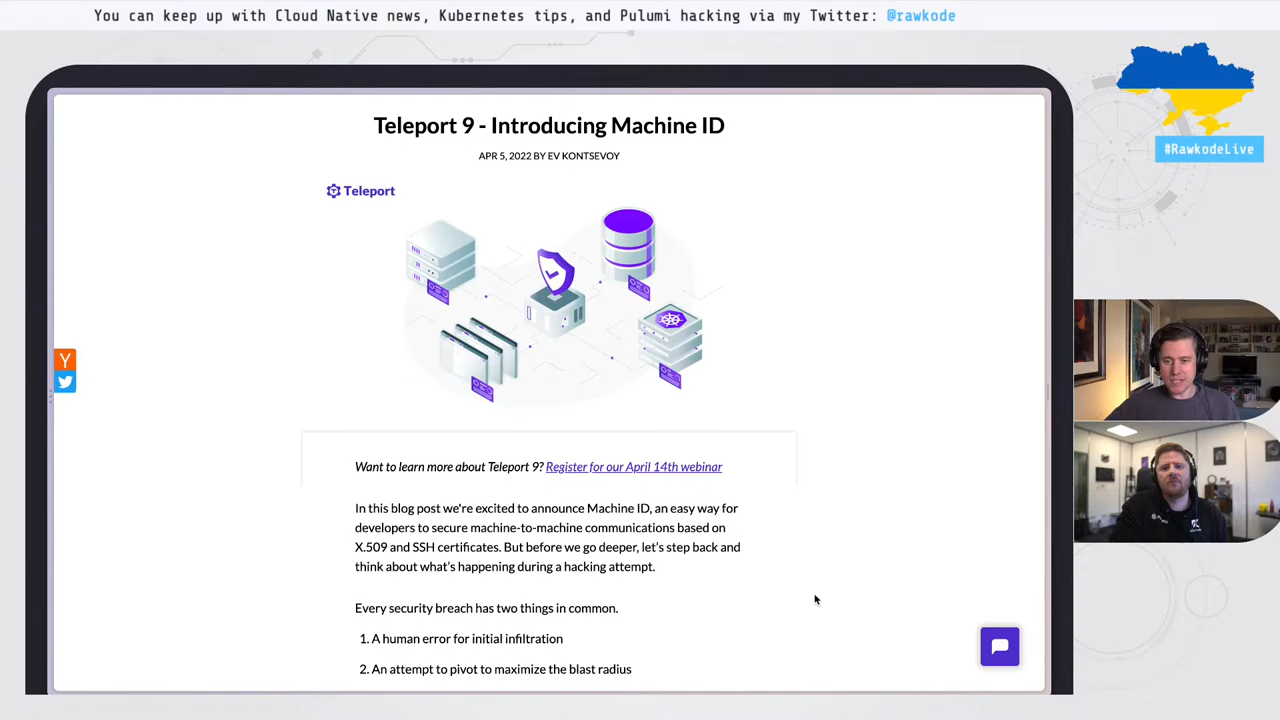 You can keep up with Cloud Native news, Kubernetes tips, and Pulumi hacking via my Twitter: @rawkode
#RawkodeLive
Teleport 9 - Introducing Machine ID
APR 5, 2022 BY EV KONTSEVOY
Teleport
Y
Want to learn more about Teleport 9? Register for our April 14th webinar
In this blog post we're excited to announce Machine ID, an easy way for
developers to secure machine-to-machine communications based on
X.509 and SSH certificates. But before we go deeper, let's step back and
think about what's happening during a hacking attempt.
Every security breach has two things in common.
1. A human error for initial infiltration
2. An attempt to pivot to maximize the blast radius